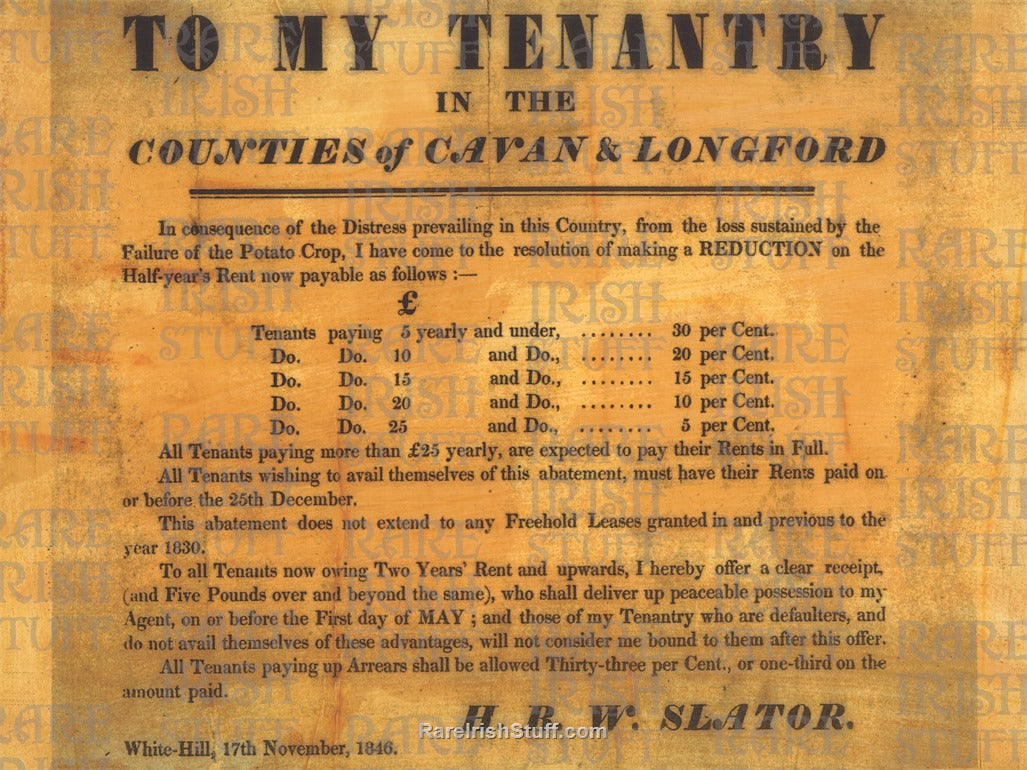 TO MY TENANTRY
IN THE
COUNTIES of CAVAN & LONGFORD
In consequence of the Distress prevailing in this Country, from the loss sustained by the
Failure of the Potato Crop, I have come to the resolution of making a REDUCTION on the
Half-year's Rent now payable as follows :—
£
Tenants paying 5 yearly and under, ........ 30 per Cent.
Do. Do. 10 and Do., ........ 20 per Cent.
Do. Do. 15 and Do., ........ 15 per Cent.
Do. Do. 20 and Do., ........ 10 per Cent.
Do. Do. 25 and Do., ........ 5 per Cent.
All Tenants paying more than £25 yearly, are expected to pay their Rents in Full.
All Tenants wishing to avail themselves of this abatement, must have their Rents paid on
or before the 25th December.
This abatement does not extend to any Freehold Leases granted in and previous to the
year 1830.
To all Tenants now owing Two Years' Rent and upwards, I hereby offer a clear receipt,
(and Five Pounds over and beyond the same), who shall deliver up peaceable possession to my
Agent, on or before the First day of MAY ; and those of my Tenantry who are defaulters, and
do not avail themselves of these advantages, will not consider me bound to them after this offer.
All Tenants paying up Arrears shall be allowed Thirty-three per Cent., or one-third on the
amount paid.
H. B. W. SLATOR.
RareIrishStuff.com
White-Hill, 17th November, 1846.
RARE
IRISH
STUFF